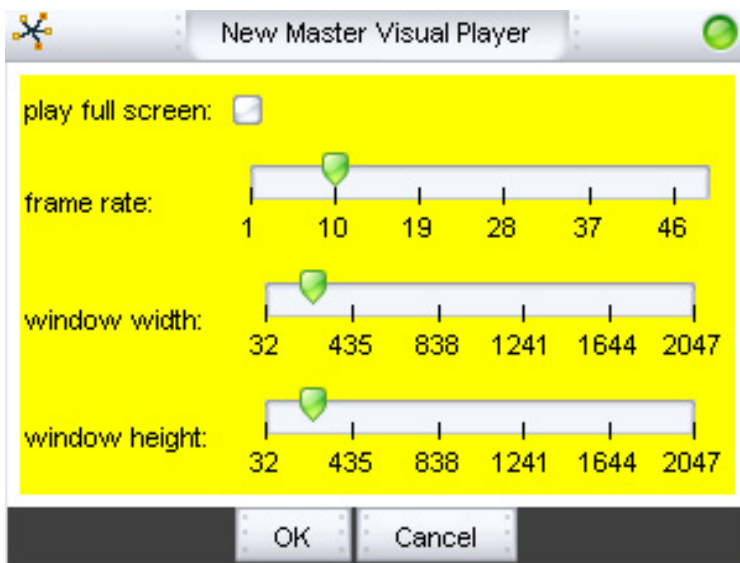 New Master Visual Player
play full screen:
frame rate:
1 10 19 28 37 46
window width:
32 435 838 1241 1644 2047
window height:
32 435 838 1241 1644 2047
OK Cancel